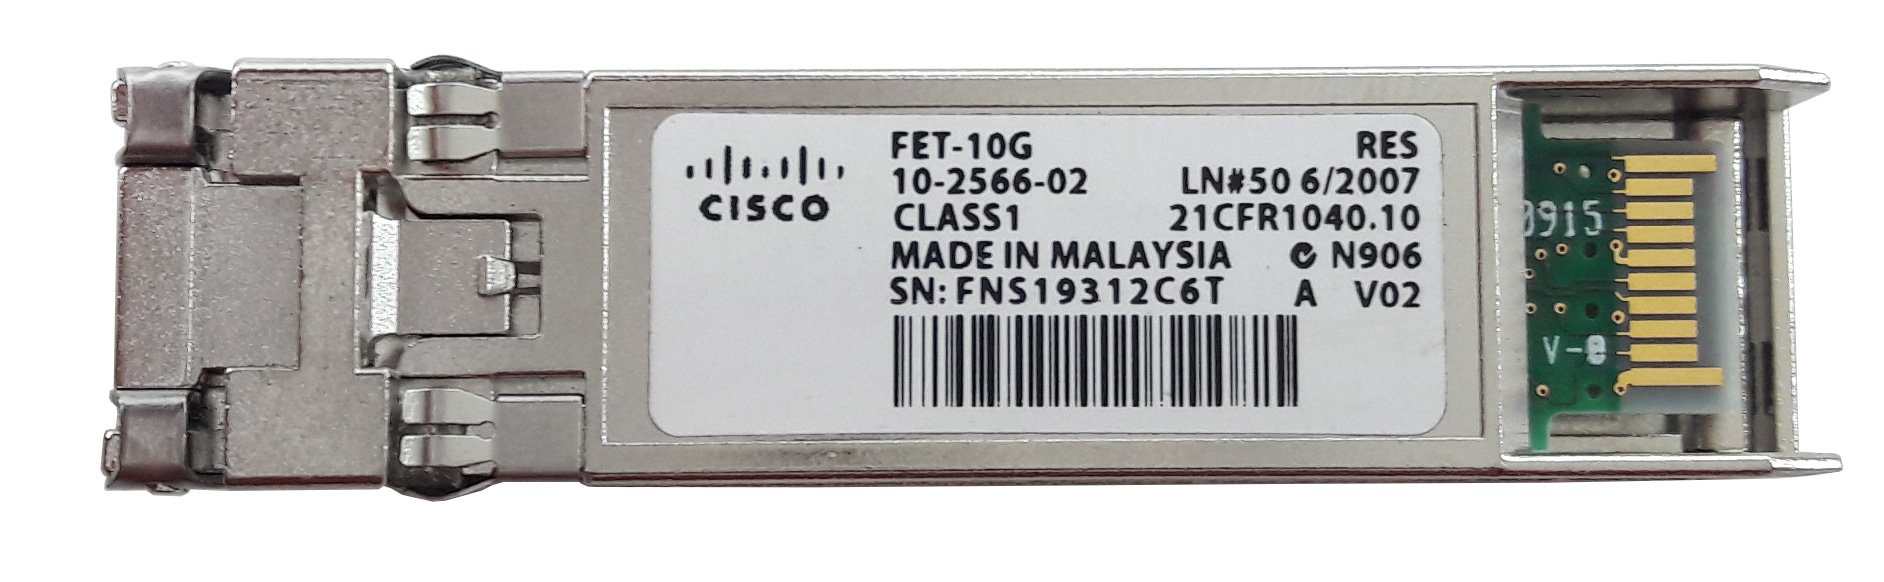 CISCO
FET-10G RES
10-2566-02 LN#50 6/2007
CLASS1 21CFR1040.10
MADE IN MALAYSIA N906
SN: FNS19312C6T A V02
0915